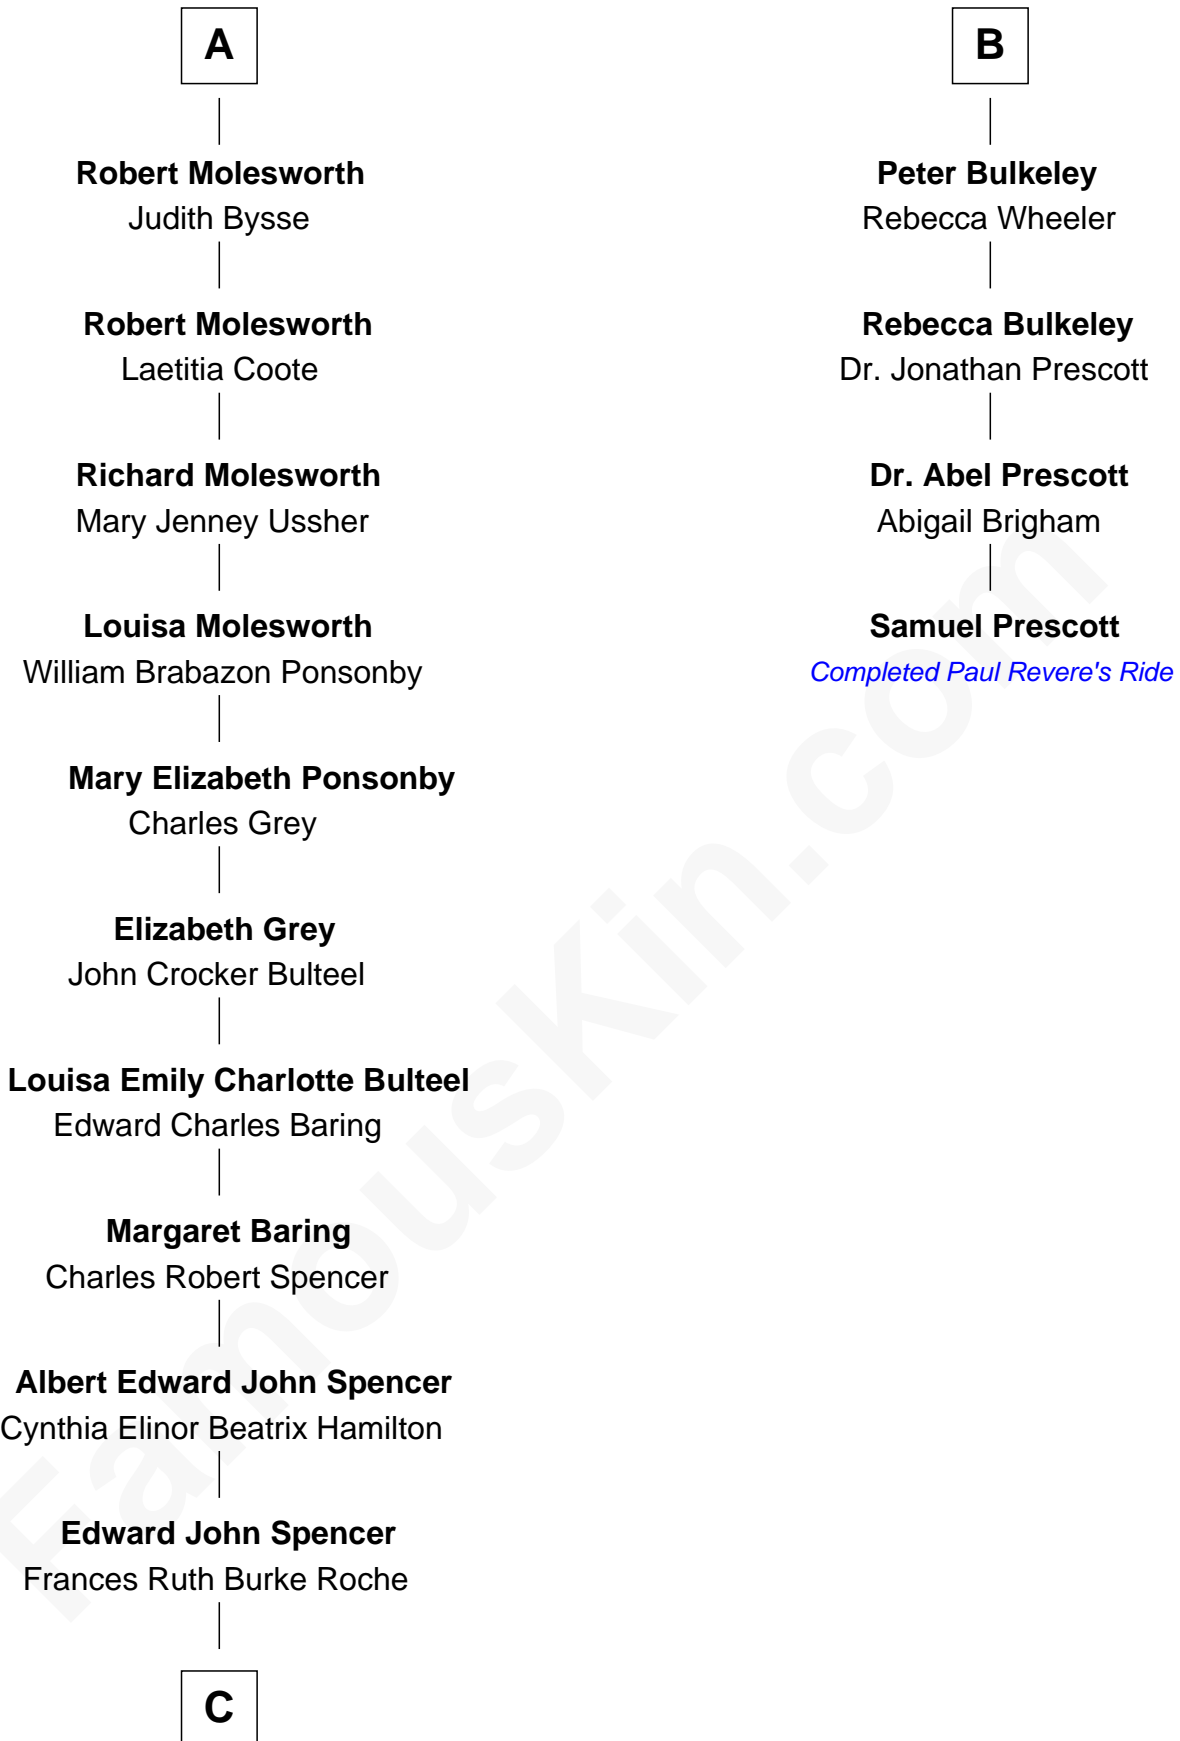 A
Robert Molesworth
Judith Bysse
Robert Molesworth
Laetitia Coote
Richard Molesworth
Mary Jenney Ussher
Louisa Molesworth
William Brabazon Ponsonby
Mary Elizabeth Ponsonby
Charles Grey
Elizabeth Grey
John Crocker Bulteel
Louisa Emily Charlotte Bulteel
Edward Charles Baring
Margaret Baring
Charles Robert Spencer
Albert Edward John Spencer
Cynthia Elinor Beatrix Hamilton
Edward John Spencer
Frances Ruth Burke Roche
C
B
Peter Bulkeley
Rebecca Wheeler
Rebecca Bulkeley
Dr. Jonathan Prescott
Dr. Abel Prescott
Abigail Brigham
Samuel Prescott
Completed Paul Revere's Ride
FamousKin.com